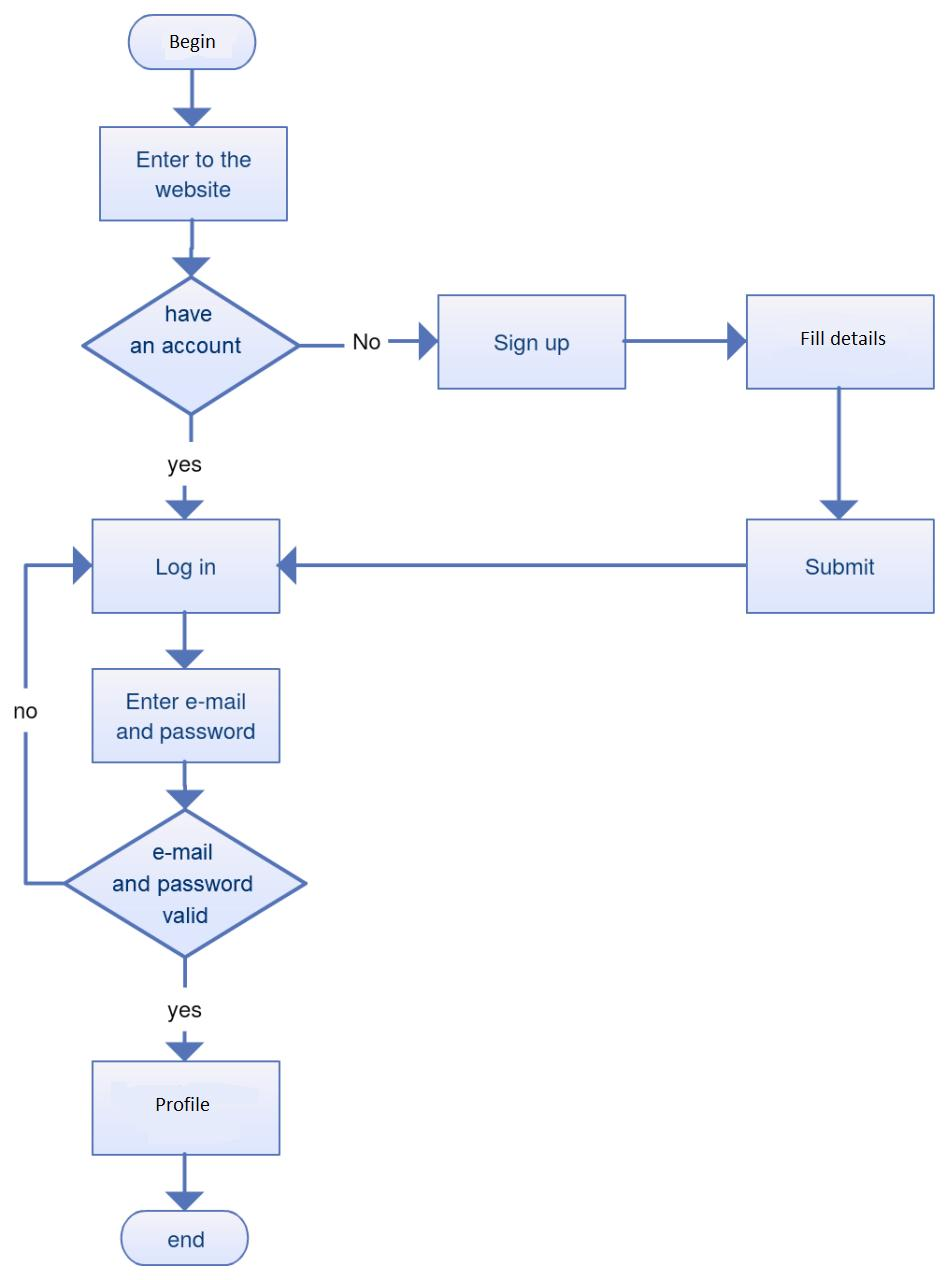 Begin
Enter to the
website
have
an account
No
Sign up
Fill details
yes
Log in
Submit
Enter e-mail
and password
no
e-mail
and password
valid
yes
Profile
end